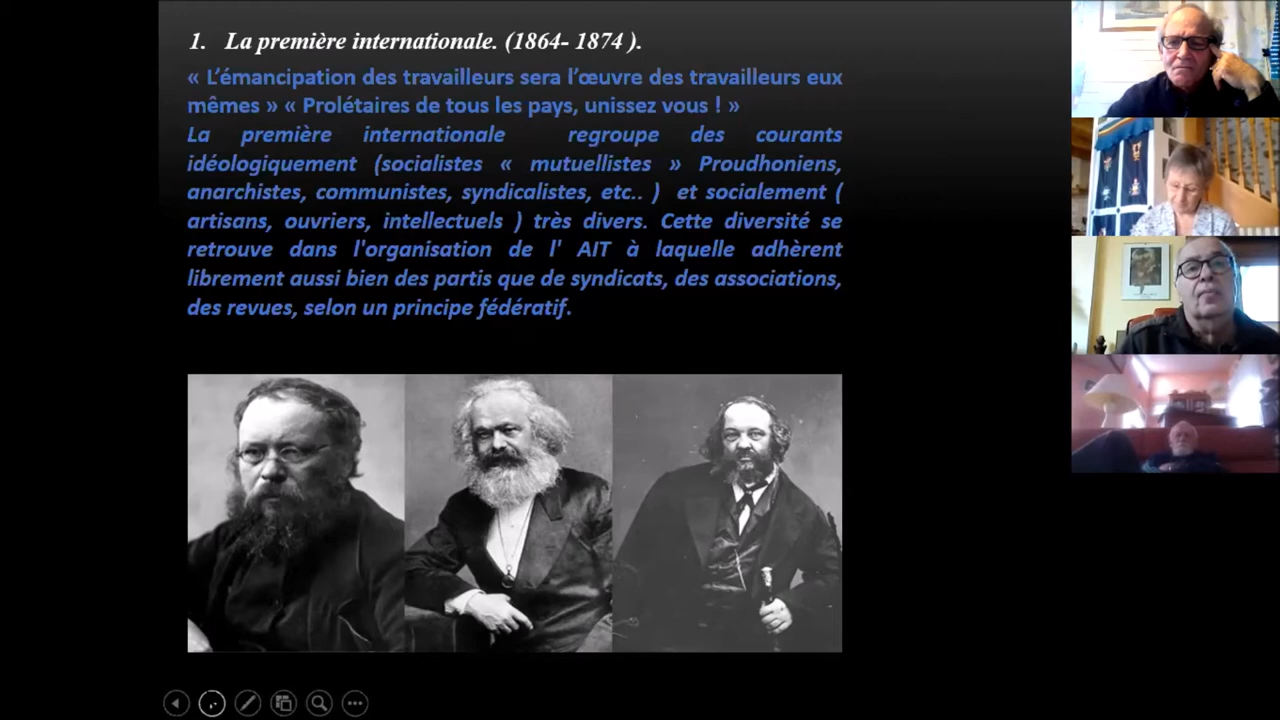 1. La première internationale. (1864- 1874 ).
« L'émancipation des travailleurs sera l'œuvre des travailleurs eux
mêmes » « Prolétaires de tous les pays, unissez vous ! »
La première internationale regroupe des courants
idéologiquement (socialistes « mutuellistes » Proudhoniens,
anarchistes, communistes, syndicalistes, etc.. ) et socialement (
artisans, ouvriers, intellectuels ) très divers. Cette diversité se
retrouve dans l'organisation de l' AIT à laquelle adhèrent
librement aussi bien des partis que de syndicats, des associations,
des revues, selon un principe fédératif.